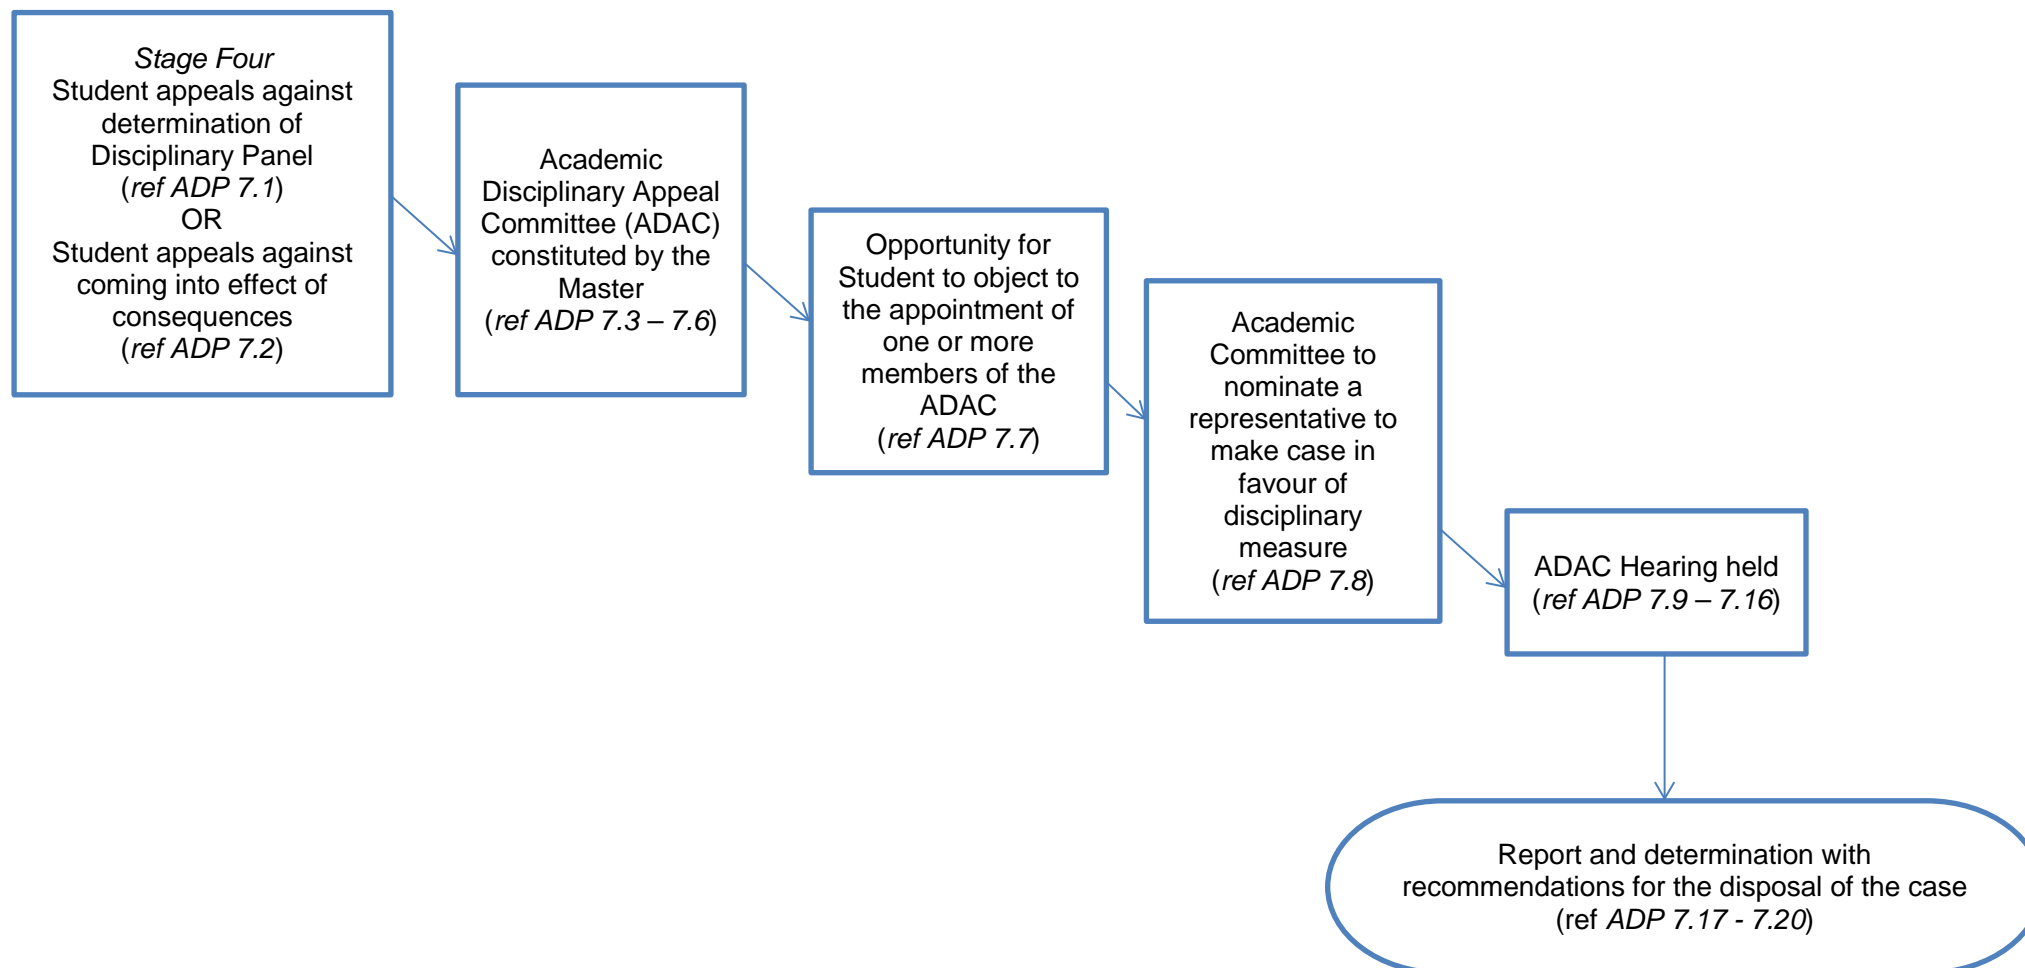 Stage Four
Student appeals against
determination of
Disciplinary Panel
(ref ADP 7.1)
OR
Student appeals against
coming into effect of
consequences
(ref ADP 7.2)
Academic
Disciplinary Appeal
Committee (ADAC)
constituted by the
Master
(ref ADP 7.3 – 7.6)
Opportunity for
Student to object to
the appointment of
one or more
members of the
ADAC
(ref ADP 7.7)
Academic
Committee to
nominate a
representative to
make case in
favour of
disciplinary
measure
(ref ADP 7.8)
ADAC Hearing held
(ref ADP 7.9 – 7.16)
Report and determination with
recommendations for the disposal of the case
(ref ADP 7.17 - 7.20)